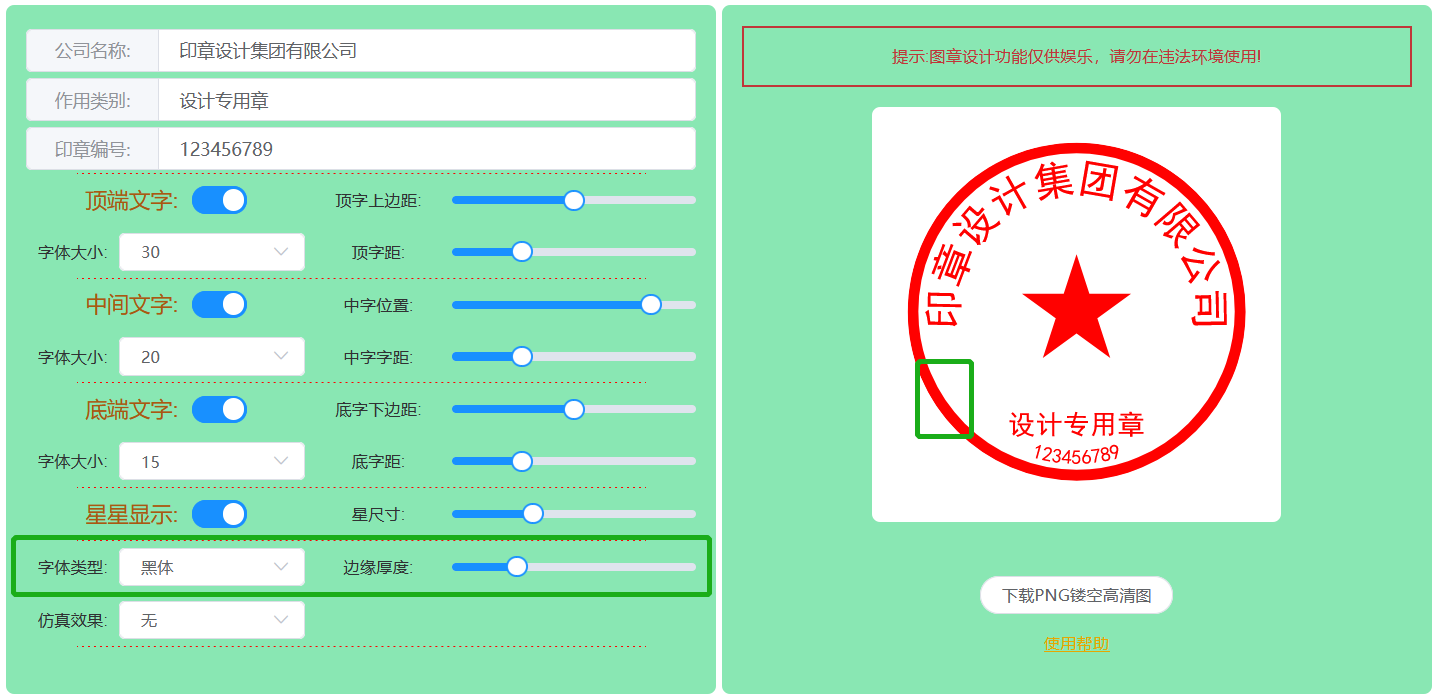 公司名称: 印章设计集团有限公司
作用类别: 设计专用章
印章编号: 123456789
顶端文字: 顶字上边距:
字体大小: 30 顶字距:
中间文字: 中字位置:
字体大小: 20 中字字距:
底端文字: 底字下边距:
字体大小: 15 底字距:
星星显示: 星尺寸:
字体类型: 黑体 边缘厚度:
仿真效果: 无
提示:图章设计功能仅供娱乐，请勿在违法环境使用!
印章设计集团有限公司
设计专用章
123456789
下载PNG镂空高清图
使用帮助